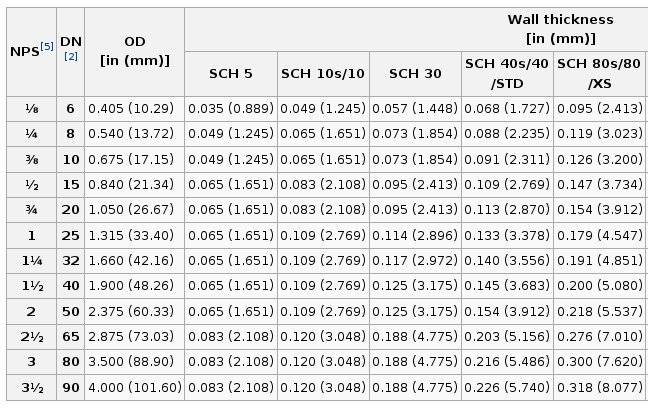 Wall thickness
NPS[5] DN OD [in (mm)]
[2] [in (mm)] SCH 5 SCH 10s/10 SCH 30 SCH 40s/40 SCH 80s/80
/STD /XS
⅛ 6 0.405 (10.29) 0.035 (0.889) 0.049 (1.245) 0.057 (1.448) 0.068 (1.727) 0.095 (2.413)
¼ 8 0.540 (13.72) 0.049 (1.245) 0.065 (1.651) 0.073 (1.854) 0.088 (2.235) 0.119 (3.023)
⅜ 10 0.675 (17.15) 0.049 (1.245) 0.065 (1.651) 0.073 (1.854) 0.091 (2.311) 0.126 (3.200)
½ 15 0.840 (21.34) 0.065 (1.651) 0.083 (2.108) 0.095 (2.413) 0.109 (2.769) 0.147 (3.734)
¾ 20 1.050 (26.67) 0.065 (1.651) 0.083 (2.108) 0.095 (2.413) 0.113 (2.870) 0.154 (3.912)
1 25 1.315 (33.40) 0.065 (1.651) 0.109 (2.769) 0.114 (2.896) 0.133 (3.378) 0.179 (4.547)
1¼ 32 1.660 (42.16) 0.065 (1.651) 0.109 (2.769) 0.117 (2.972) 0.140 (3.556) 0.191 (4.851)
1½ 40 1.900 (48.26) 0.065 (1.651) 0.109 (2.769) 0.125 (3.175) 0.145 (3.683) 0.200 (5.080)
2 50 2.375 (60.33) 0.065 (1.651) 0.109 (2.769) 0.125 (3.175) 0.154 (3.912) 0.218 (5.537)
2½ 65 2.875 (73.03) 0.083 (2.108) 0.120 (3.048) 0.188 (4.775) 0.203 (5.156) 0.276 (7.010)
3 80 3.500 (88.90) 0.083 (2.108) 0.120 (3.048) 0.188 (4.775) 0.216 (5.486) 0.300 (7.620)
3½ 90 4.000 (101.60) 0.083 (2.108) 0.120 (3.048) 0.188 (4.775) 0.226 (5.740) 0.318 (8.077)